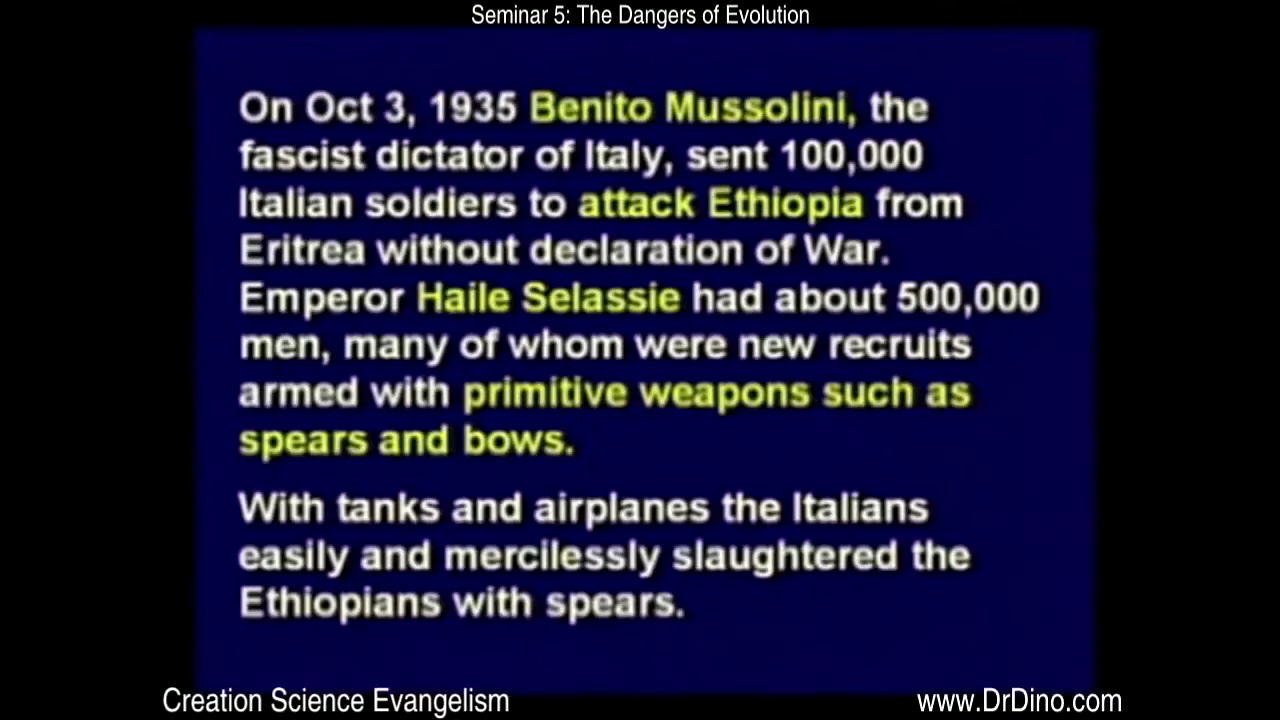 Seminar 5: The Dangers of Evolution
On Oct 3, 1935 Benito Mussolini, the
fascist dictator of Italy, sent 100,000
Italian soldiers to attack Ethiopia from
Eritrea without declaration of War.
Emperor Haile Selassie had about 500,000
men, many of whom were new recruits
armed with primitive weapons such as
spears and bows.
With tanks and airplanes the Italians
easily and mercilessly slaughtered the
Ethiopians with spears.
Creation Science Evangelism
www.DrDino.com